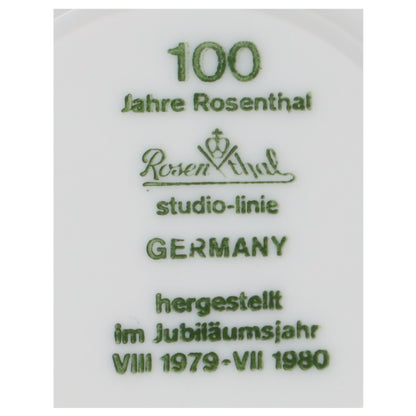 100
Jahre Rosenthal
Rosenthal
studio-linie
GERMANY
hergestellt
im Jubiläumsjahr
VIII 1979-VII 1980